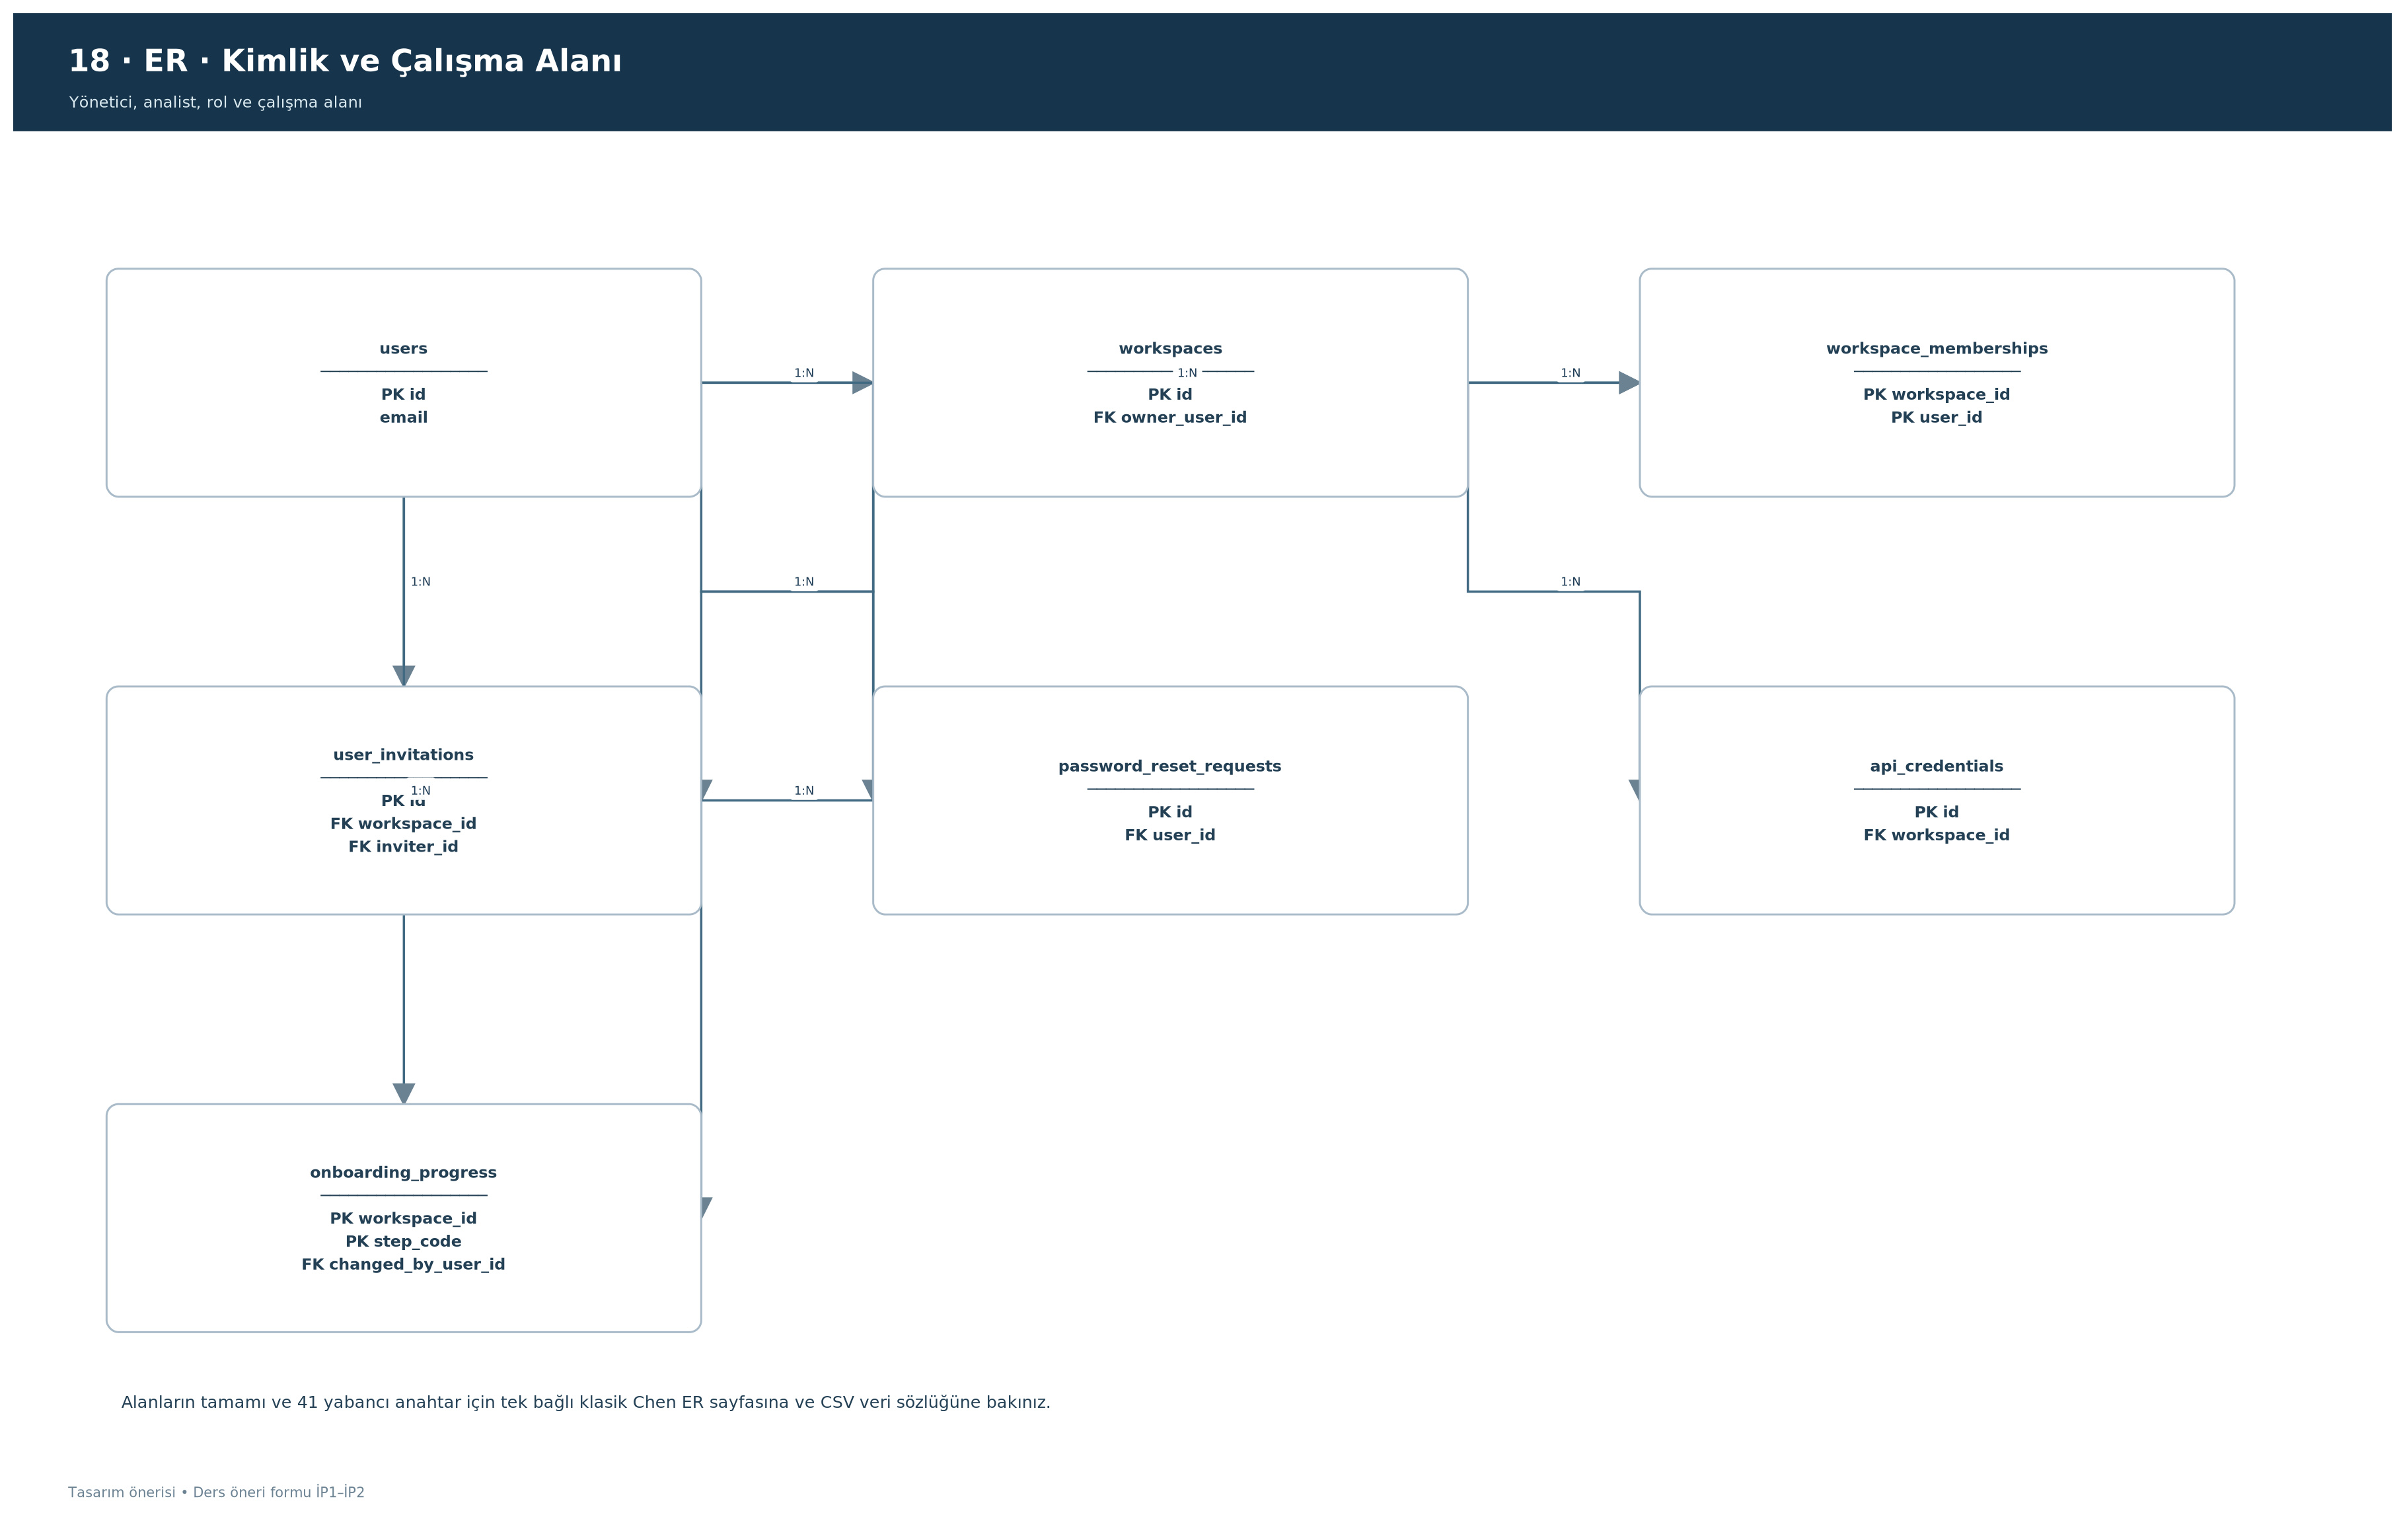 18 · ER · Kimlik ve Çalışma Alanı
Yönetici, analist, rol ve çalışma alanı
users
PK id
email
1:N
workspaces
1:N
PK id
FK owner_user_id
1:N
workspace_memberships
PK workspace_id
PK user_id
1:N
1:N
1:N
user_invitations
1:N
PK id
FK workspace_id
FK inviter_id
1:N
password_reset_requests
PK id
FK user_id
api_credentials
PK id
FK workspace_id
onboarding_progress
PK workspace_id
PK step_code
FK changed_by_user_id
Alanların tamamı ve 41 yabancı anahtar için tek bağlı klasik Chen ER sayfasına ve CSV veri sözlüğüne bakınız.
Tasarım önerisi • Ders öneri formu İP1–İP2